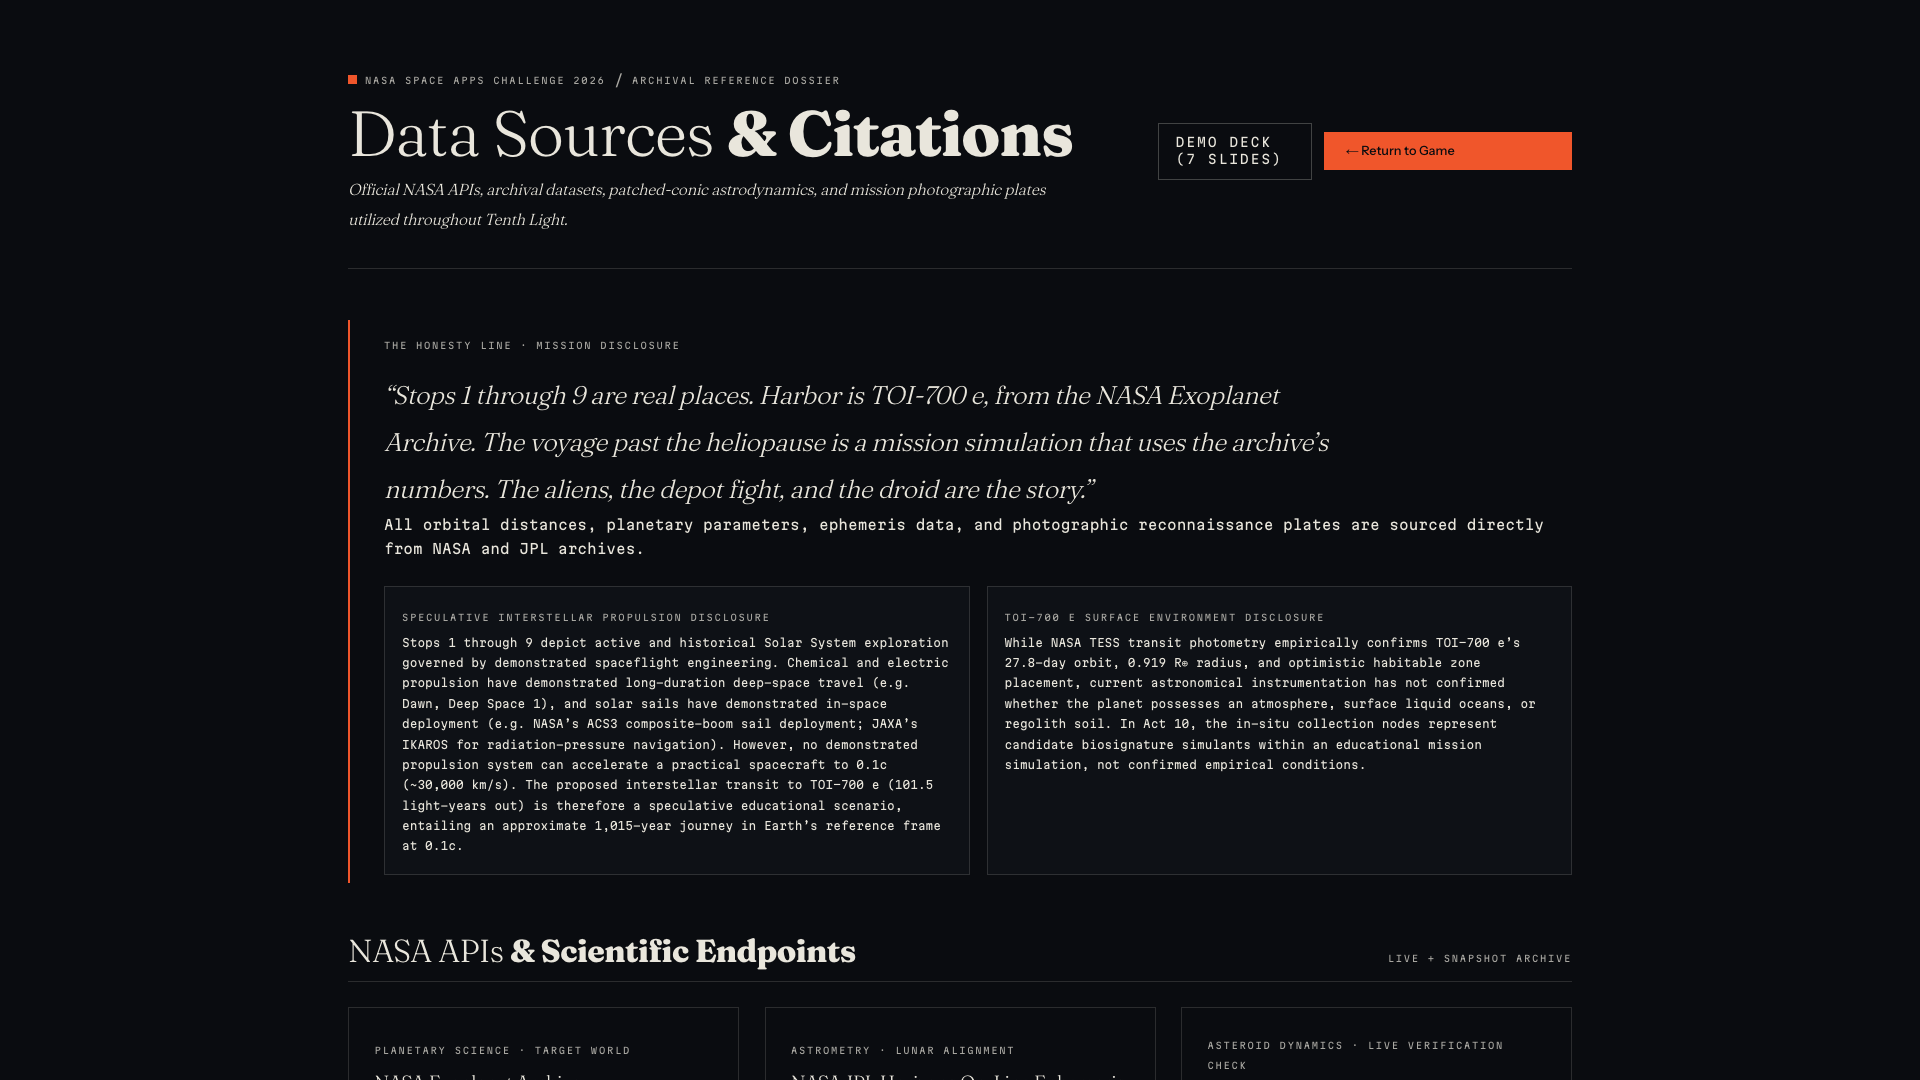 NASA SPACE APPS CHALLENGE 2026 / ARCHIVAL REFERENCE DOSSIER
Data Sources & Citations
Official NASA APIs, archival datasets, patched-conic astrodynamics, and mission photographic plates
utilized throughout Tenth Light.
DEMO DECK
(7 SLIDES)
←Return to Game
THE HONESTY LINE · MISSION DISCLOSURE
“Stops 1 through 9 are real places. Harbor is TOI-700 e, from the NASA Exoplanet
Archive. The voyage past the heliopause is a mission simulation that uses the archive’s
numbers. The aliens, the depot fight, and the droid are the story.”
All orbital distances, planetary parameters, ephemeris data, and photographic reconnaissance plates are sourced directly
from NASA and JPL archives.
SPECULATIVE INTERSTELLAR PROPULSION DISCLOSURE
Stops 1 through 9 depict active and historical Solar System exploration
governed by demonstrated spaceflight engineering. Chemical and electric
propulsion have demonstrated long-duration deep-space travel (e.g.
Dawn, Deep Space 1), and solar sails have demonstrated in-space
deployment (e.g. NASA’s ACS3 composite-boom sail deployment; JAXA’s
IKAROS for radiation-pressure navigation). However, no demonstrated
propulsion system can accelerate a practical spacecraft to 0.1c
(~30,000 km/s). The proposed interstellar transit to TOI-700 e (101.5
light-years out) is therefore a speculative educational scenario,
entailing an approximate 1,015-year journey in Earth’s reference frame
at 0.1c.
TOI-700 E SURFACE ENVIRONMENT DISCLOSURE
While NASA TESS transit photometry empirically confirms TOI-700 e’s
27.8-day orbit, 0.919 R⊕ radius, and optimistic habitable zone
placement, current astronomical instrumentation has not confirmed
whether the planet possesses an atmosphere, surface liquid oceans, or
regolith soil. In Act 10, the in-situ collection nodes represent
candidate biosignature simulants within an educational mission
simulation, not confirmed empirical conditions.
NASA APIs & Scientific Endpoints
LIVE + SNAPSHOT ARCHIVE
PLANETARY SCIENCE · TARGET WORLD
ASTROMETRY · LUNAR ALIGNMENT
ASTEROID DYNAMICS · LIVE VERIFICATION
CHECK